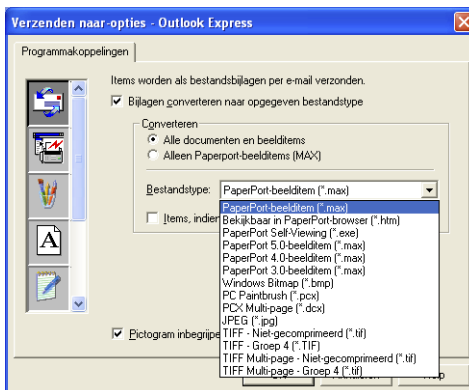 Verzenden naar-opties - Outlook Express
Programmakoppelingen
Items worden als bestandsbijlagen per e-mail verzonden.
Bijlagen converteren naar opgegeven bestandstype
Converteren
Alle documenten en beelditems
Alleen Paperport-beelditems (MAX)
Bestandstype: PaperPort-beelditem (*.max)
PaperPort-beelditem (*.max)
Items, indien
Bekijkbaar in PaperPort-browser (*.htm)
PaperPort Self-Viewing (*.exe)
PaperPort 5.0-beelditem (*.max)
PaperPort 4.0-beelditem (*.max)
PaperPort 3.0-beelditem (*.max)
Windows Bitmap (*.bmp)
PC Paintbrush (*.pcx)
PCX Multi-page (*.dcx)
JPEG (*.jpg)
TIFF - Niet-gecomprimeerd (*.tif)
Pictogram inbegripe
TIFF - Groep 4 (*.TIF)
TIFF Multi-page - Niet-gecomprimeerd (*.tif)
TIFF Multi-page - Groep 4 (*.tif)